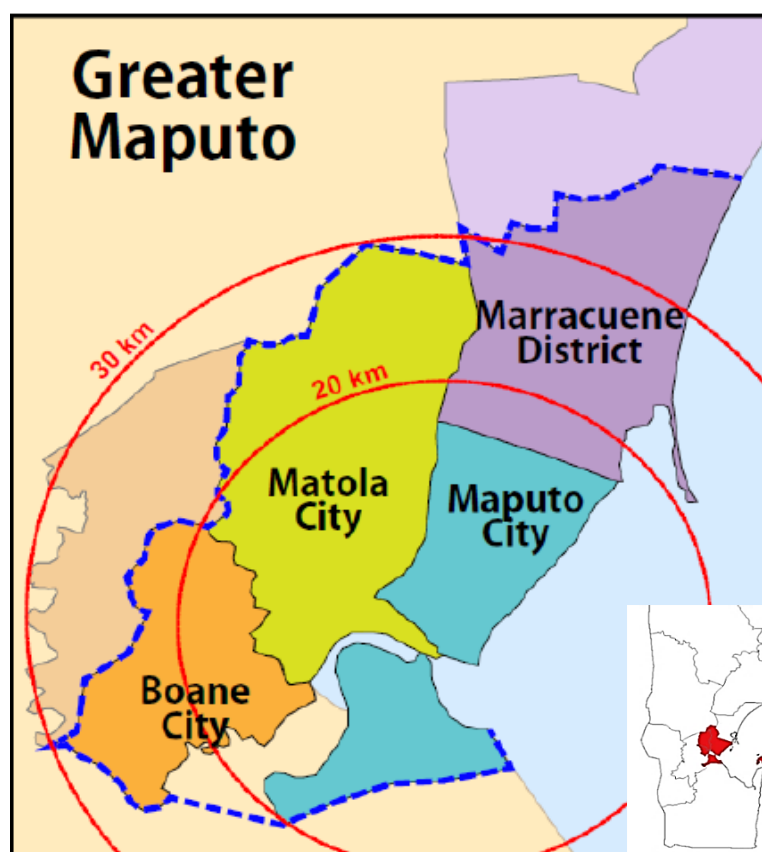 Greater
Maputo
30 km
20 km
Marracuene
District
Matola
City
Maputo
City
Boane
City